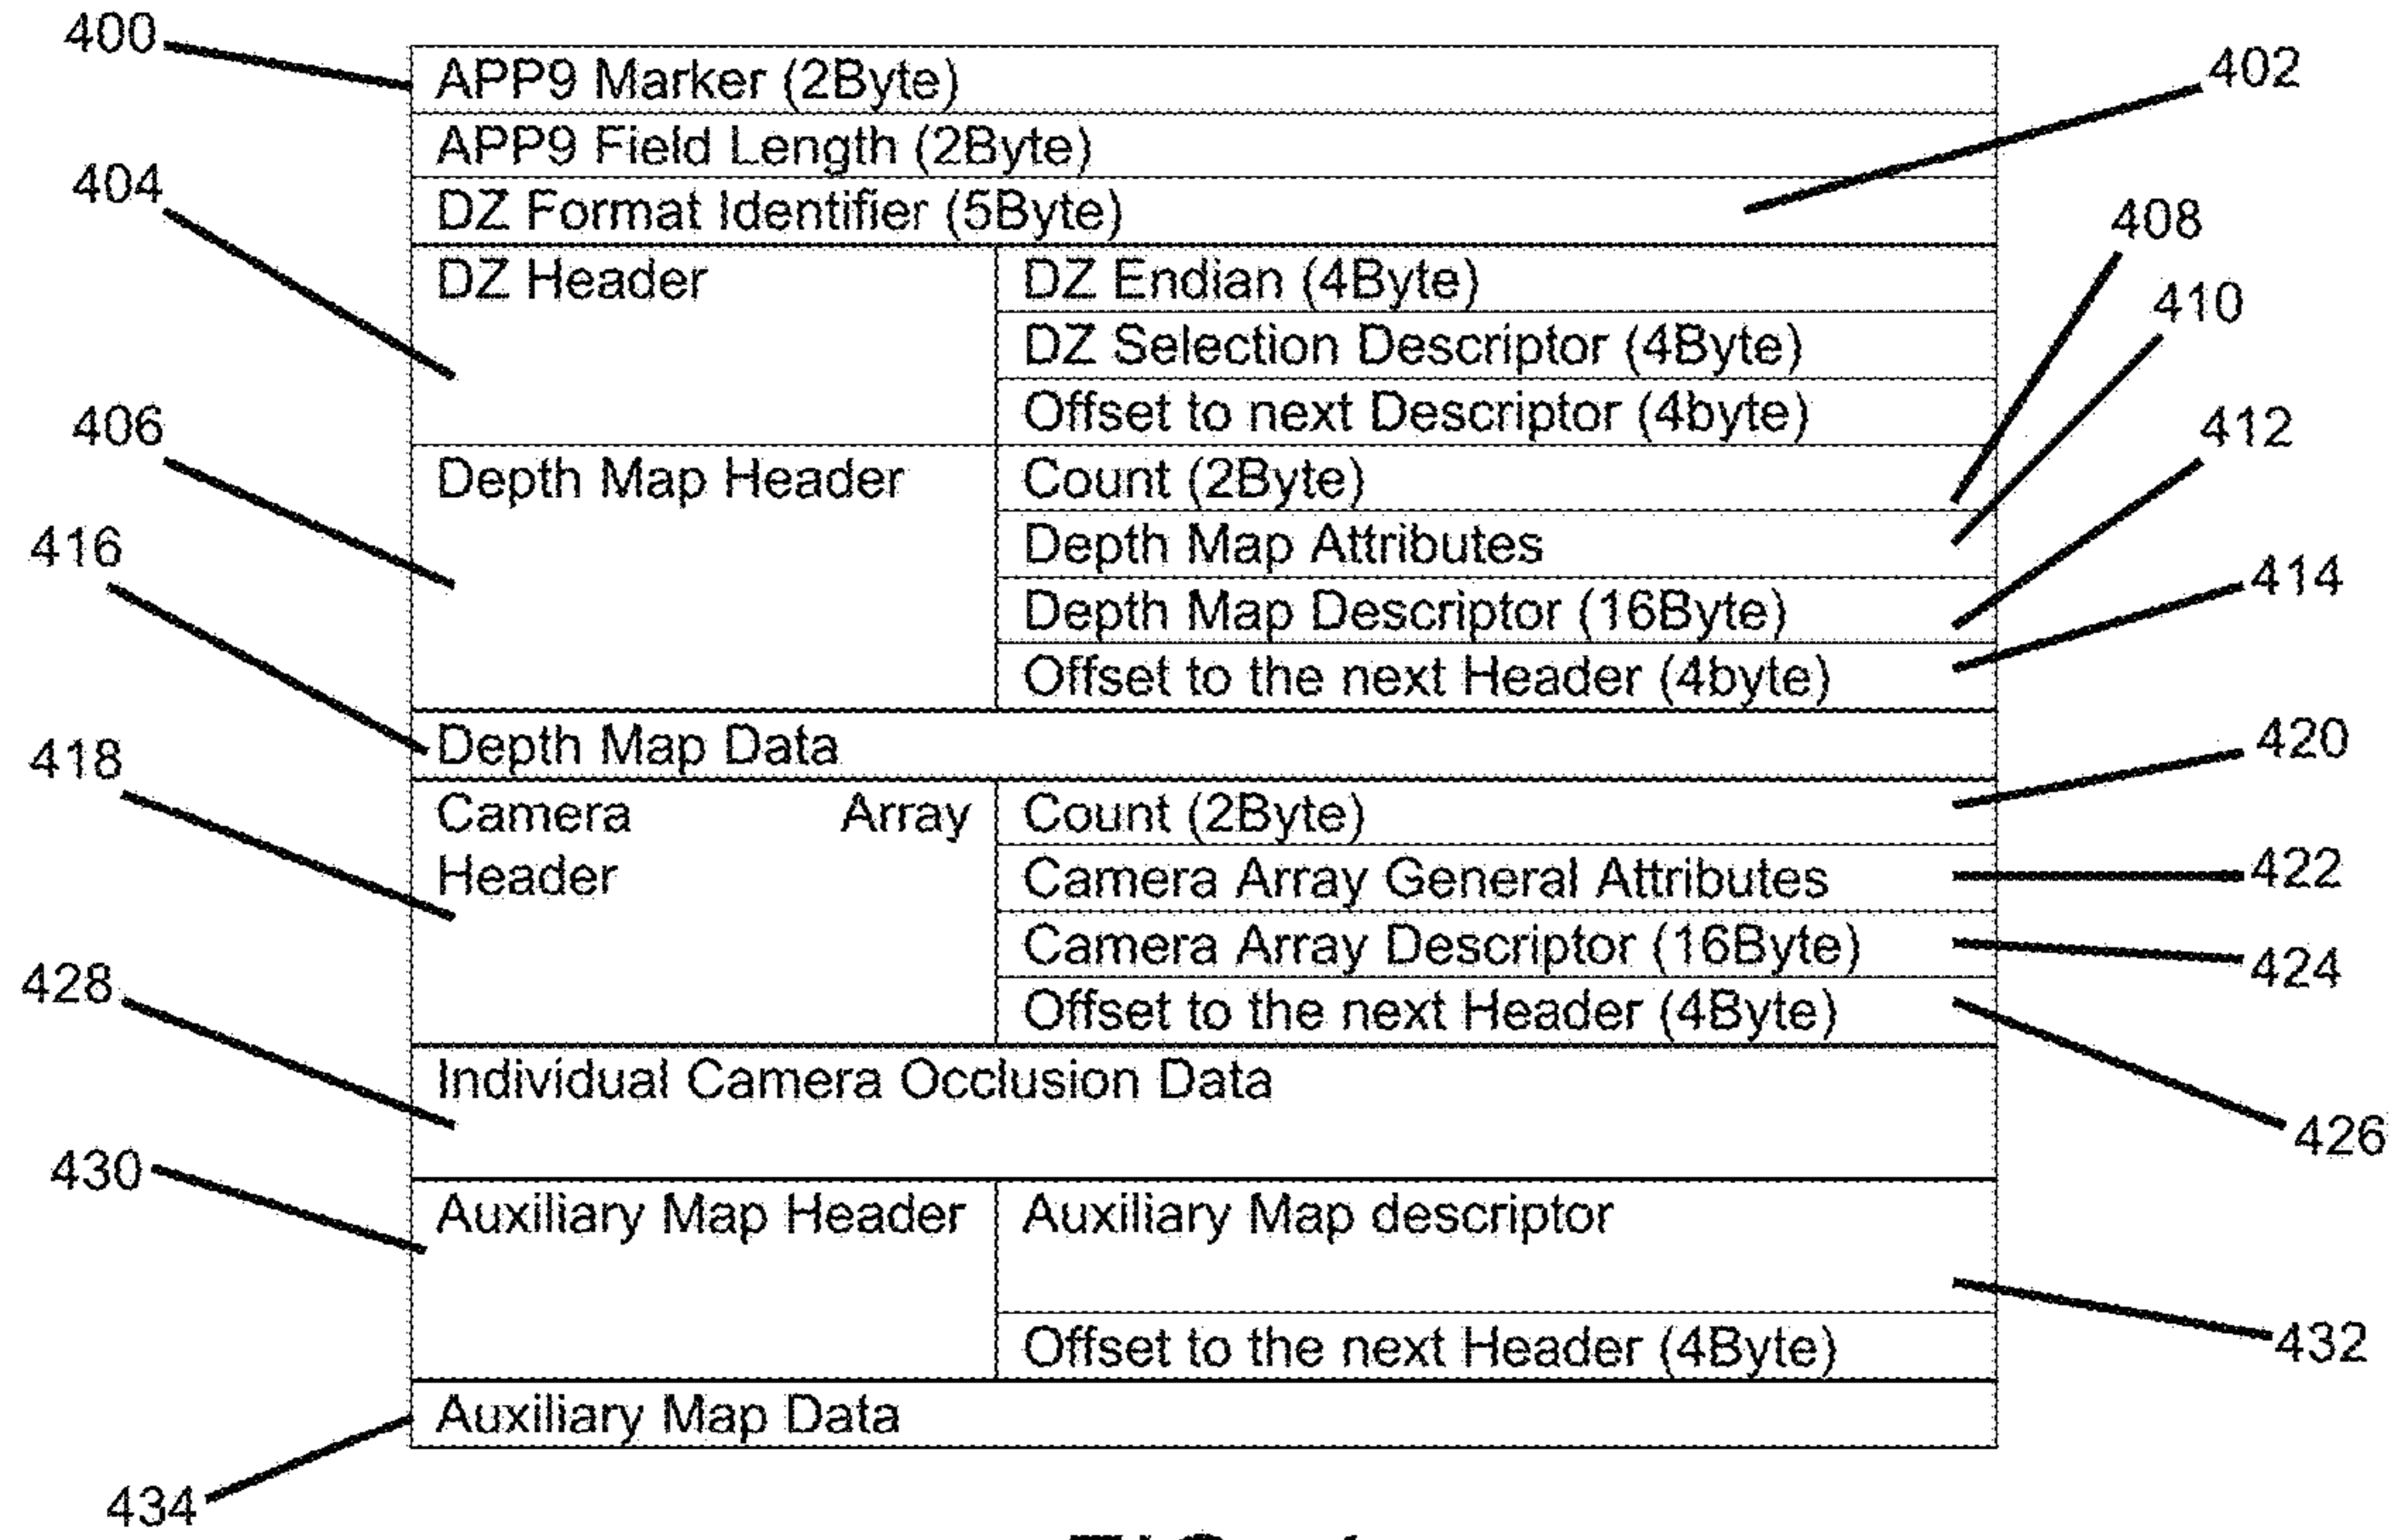 400
APP9 Marker (2Byte)
402
APP9 Field Length (2Byte)
404
DZ Format Identifier (5Byte)
408
DZ Header
DZ Endian (4Byte)
410
DZ Selection Descriptor (4Byte)
Offset to next Descriptor (4byte)
406
412
Depth Map Header
Count (2Byte)
416
Depth Map Attributes
414
Depth Map Descriptor (16Byte)
Offset to the next Header (4byte)
Depth Map Data
420
418
Camera Array
Header
Count (2Byte)
Camera Array General Attributes
422
Camera Array Descriptor (16Byte)
424
428
Offset to the next Header (4Byte)
Individual Camera Occlusion Data
426
430
Auxiliary Map Header
Auxiliary Map descriptor
Offset to the next Header (4Byte)
432
Auxiliary Map Data
434